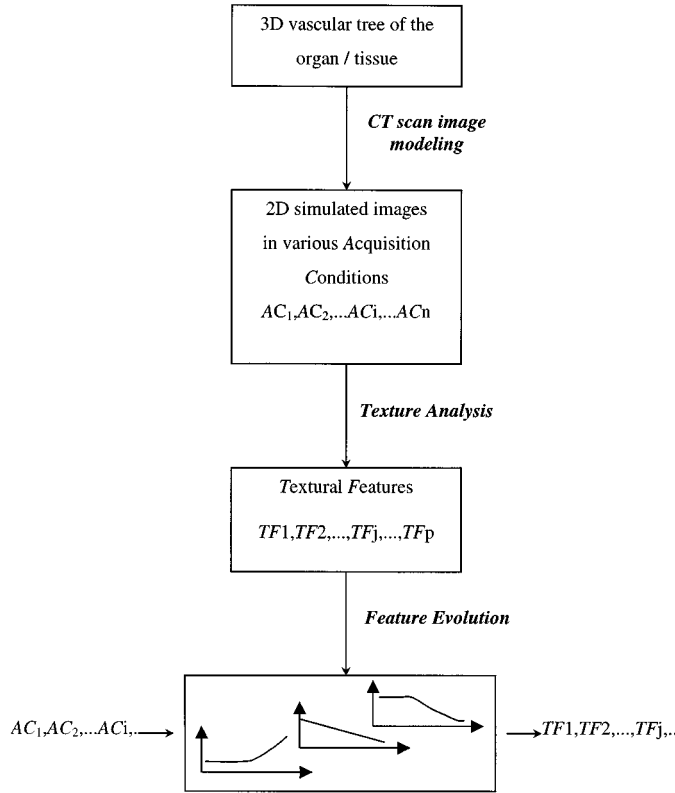 3D vascular tree of the
organ / tissue
CT scan image
modeling
2D simulated images
in various Acquisition
Conditions
AC₁,AC₂,...ACi,...ACn
Texture Analysis
Textural Features
TF1,TF2,...,TFj,...,TFp
Feature Evolution
AC₁,AC₂,...ACi,..
TF1,TF2,...,TFj,..